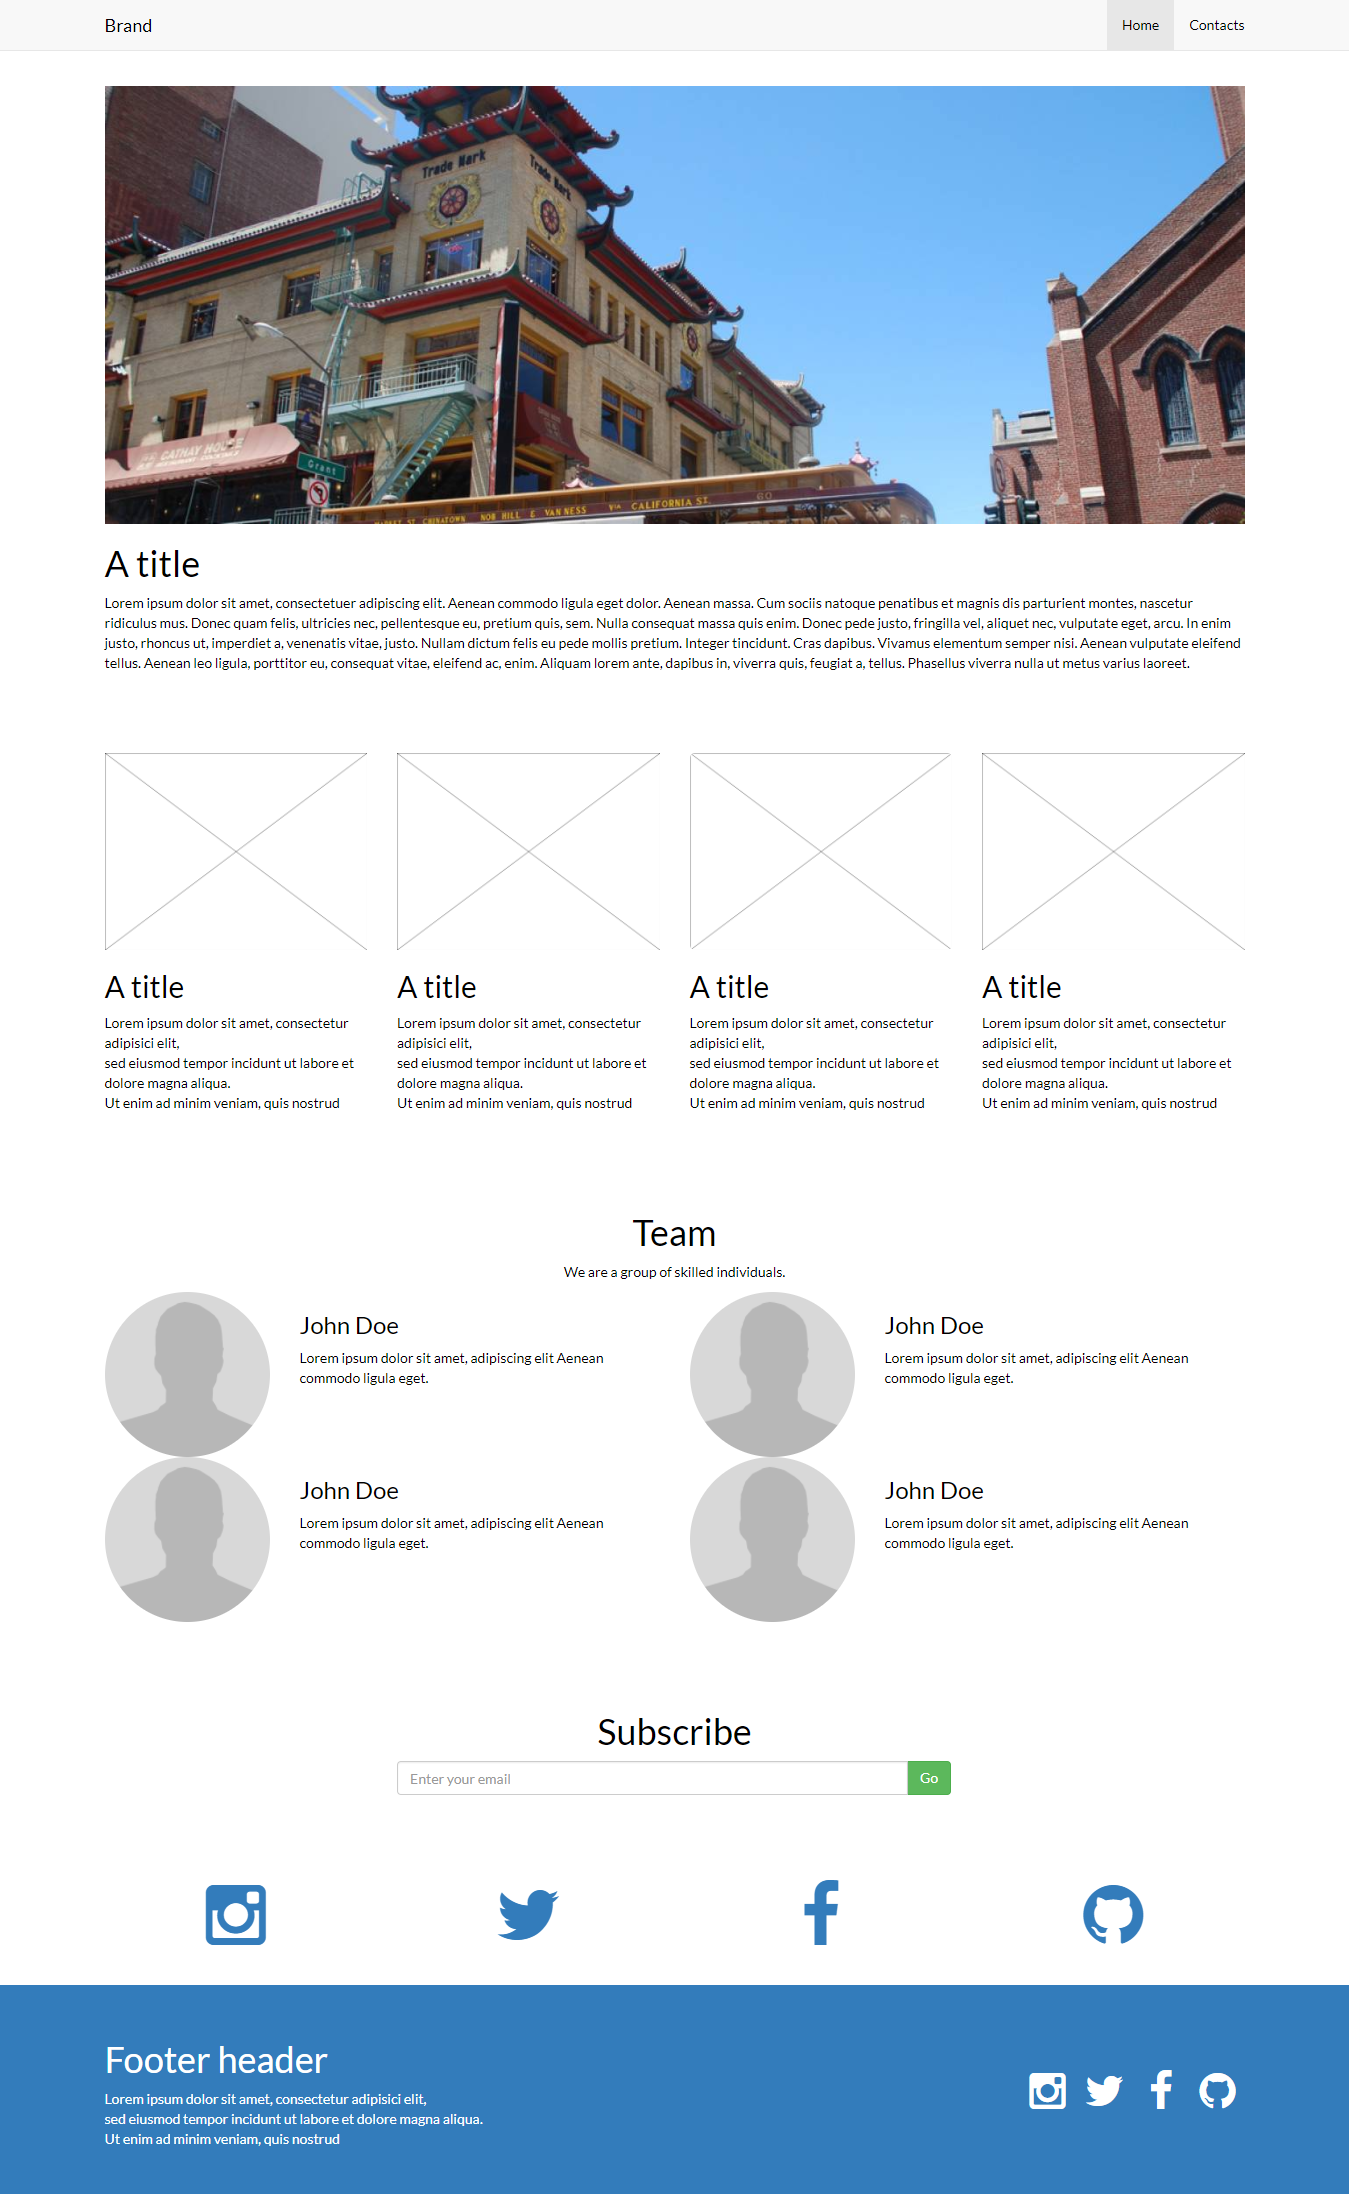 Brand
Home
Contacts
Trade Mark
Trade Mark
CATHAY HOUSE
Grant
MARKET ST. CHINATOWN NOB HILL & VAN NESS VIA CALIFORNIA ST. 60
A title
Lorem ipsum dolor sit amet, consectetuer adipiscing elit. Aenean commodo ligula eget dolor. Aenean massa. Cum sociis natoque penatibus et magnis dis parturient montes, nascetur
ridiculus mus. Donec quam felis, ultricies nec, pellentesque eu, pretium quis, sem. Nulla consequat massa quis enim. Donec pede justo, fringilla vel, aliquet nec, vulputate eget, arcu. In enim
justo, rhoncus ut, imperdiet a, venenatis vitae, justo. Nullam dictum felis eu pede mollis pretium. Integer tincidunt. Cras dapibus. Vivamus elementum semper nisi. Aenean vulputate eleifend
tellus. Aenean leo ligula, porttitor eu, consequat vitae, eleifend ac, enim. Aliquam lorem ante, dapibus in, viverra quis, feugiat a, tellus. Phasellus viverra nulla ut metus varius laoreet.
A title
Lorem ipsum dolor sit amet, consectetur
adipisici elit,
sed eiusmod tempor incidunt ut labore et
dolore magna aliqua.
Ut enim ad minim veniam, quis nostrud
A title
Lorem ipsum dolor sit amet, consectetur
adipisici elit,
sed eiusmod tempor incidunt ut labore et
dolore magna aliqua.
Ut enim ad minim veniam, quis nostrud
A title
Lorem ipsum dolor sit amet, consectetur
adipisici elit,
sed eiusmod tempor incidunt ut labore et
dolore magna aliqua.
Ut enim ad minim veniam, quis nostrud
A title
Lorem ipsum dolor sit amet, consectetur
adipisici elit,
sed eiusmod tempor incidunt ut labore et
dolore magna aliqua.
Ut enim ad minim veniam, quis nostrud
Team
We are a group of skilled individuals.
John Doe
Lorem ipsum dolor sit amet, adipiscing elit Aenean
commodo ligula eget.
John Doe
Lorem ipsum dolor sit amet, adipiscing elit Aenean
commodo ligula eget.
John Doe
Lorem ipsum dolor sit amet, adipiscing elit Aenean
commodo ligula eget.
John Doe
Lorem ipsum dolor sit amet, adipiscing elit Aenean
commodo ligula eget.
Subscribe
Enter your email
Go
Footer header
Lorem ipsum dolor sit amet, consectetur adipisici elit,
sed eiusmod tempor incidunt ut labore et dolore magna aliqua.
Ut enim ad minim veniam, quis nostrud